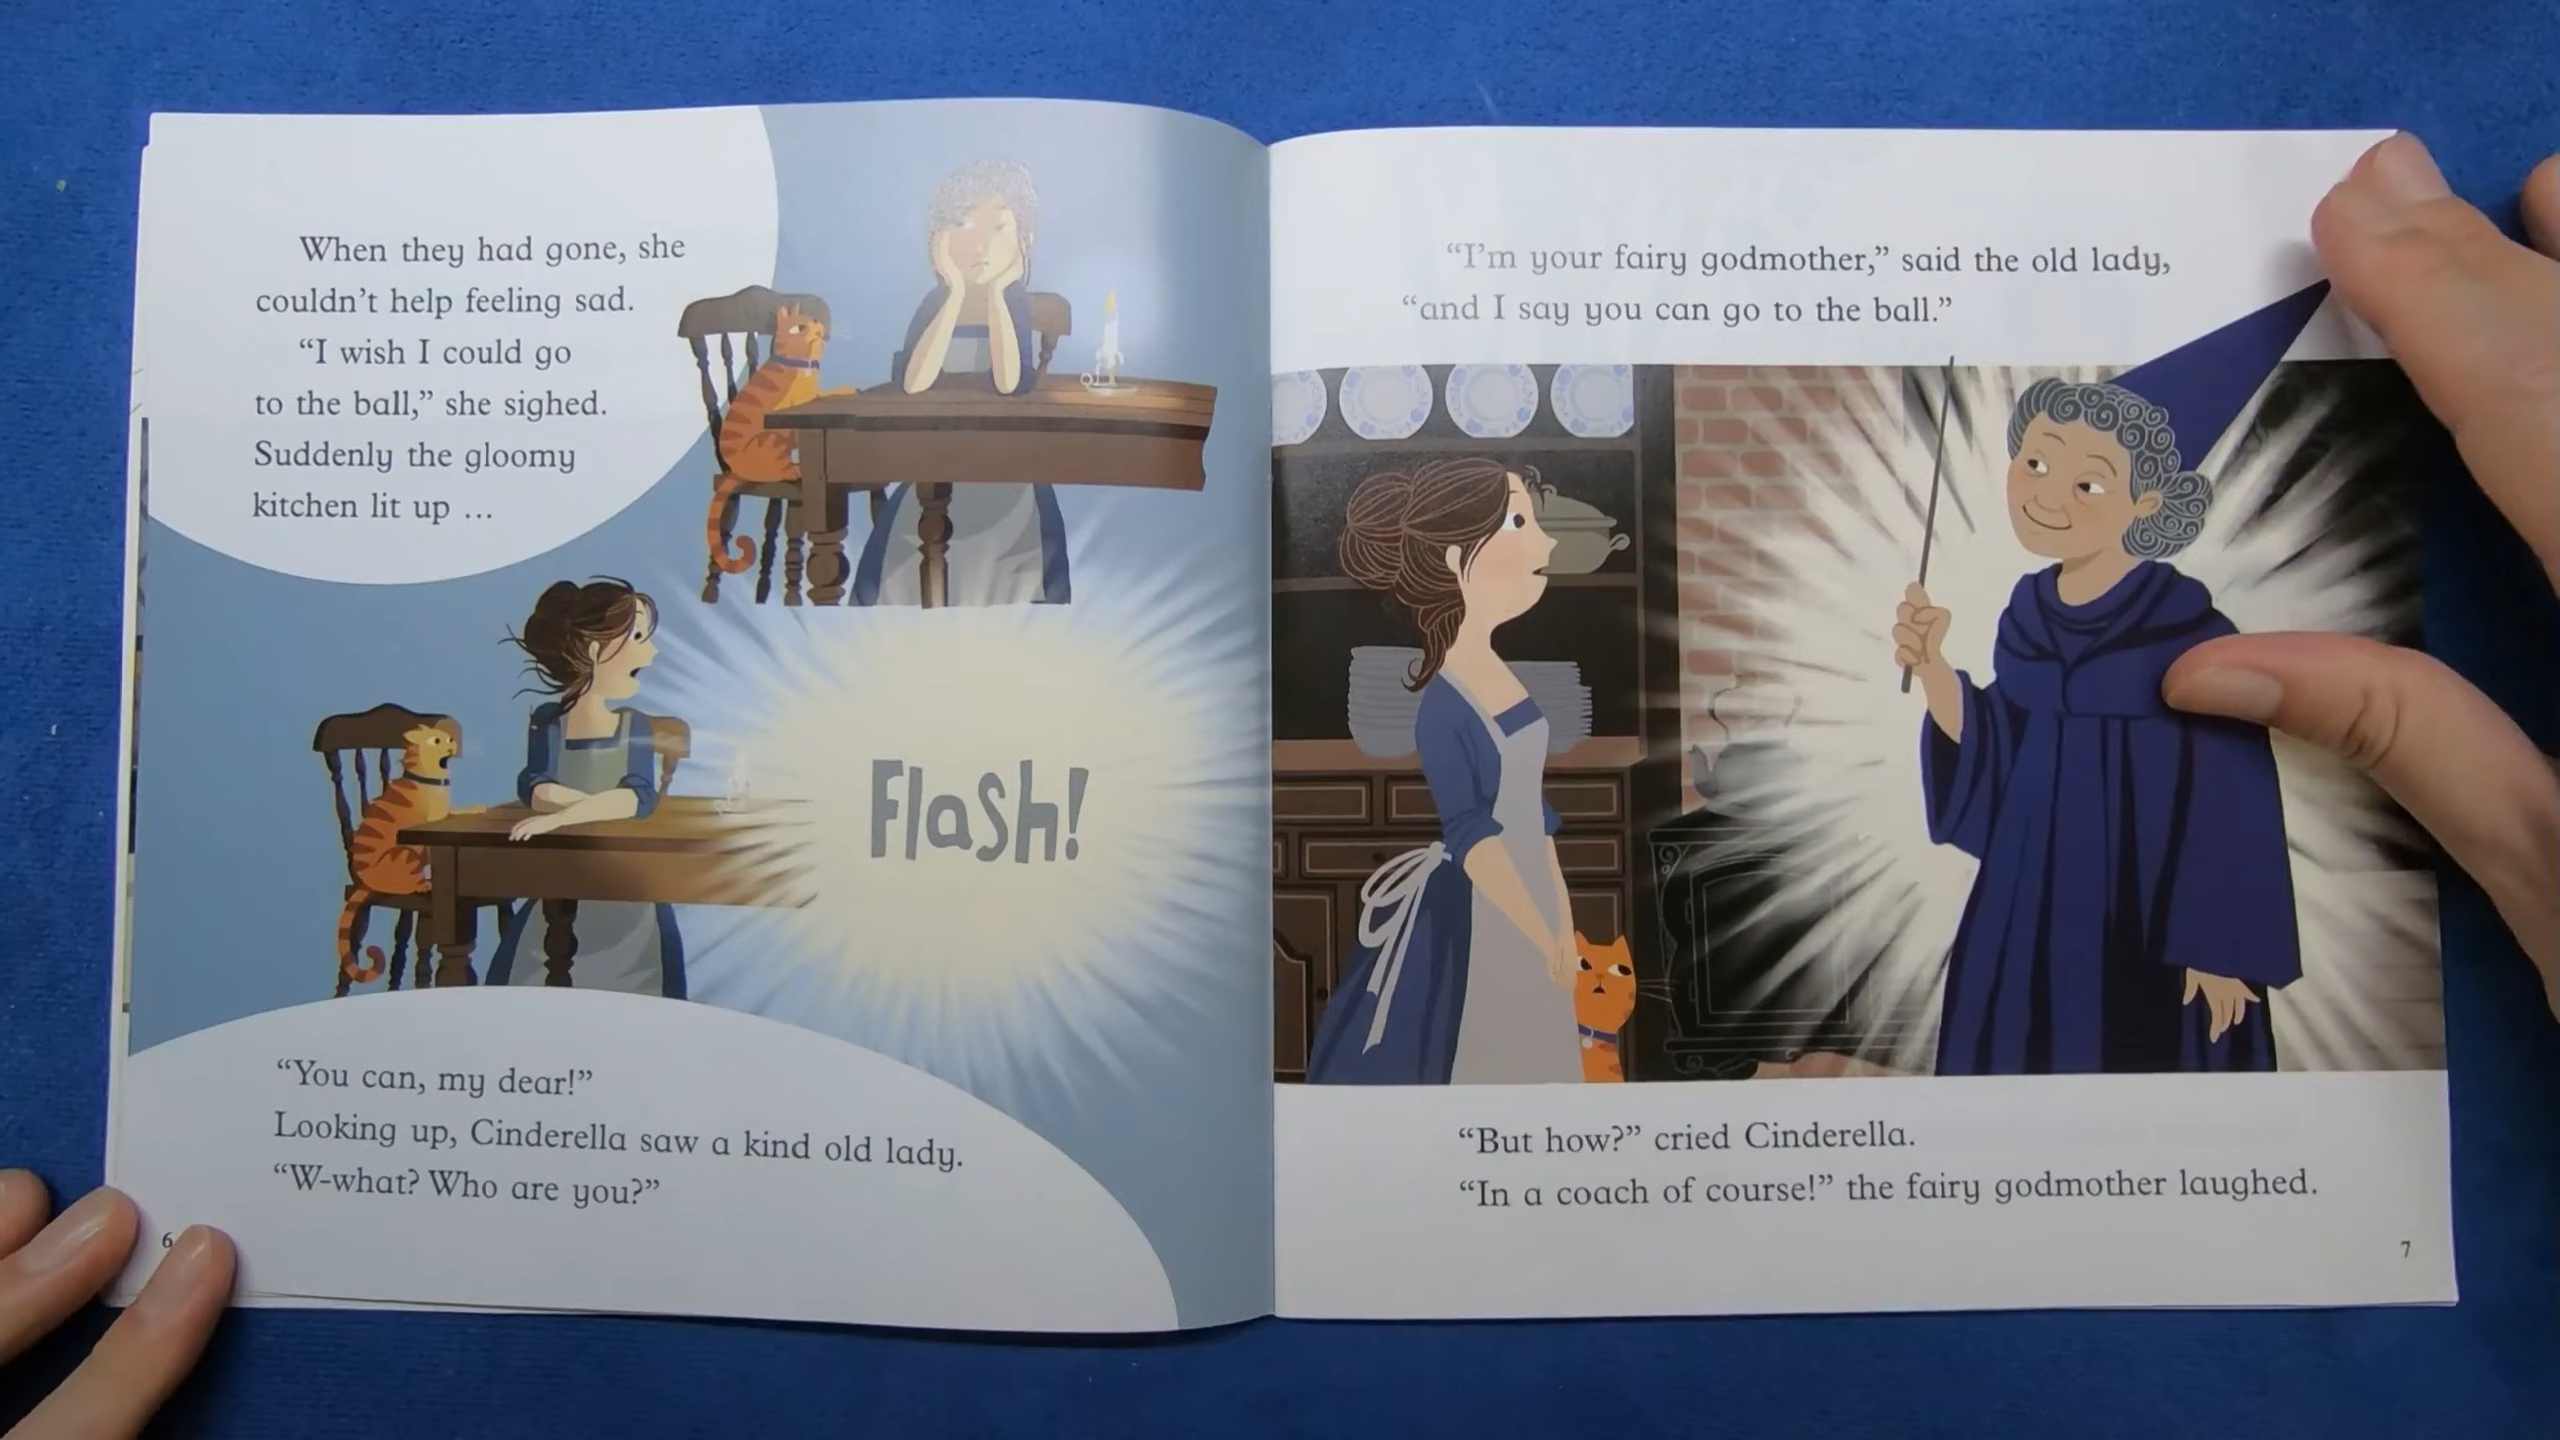 When they had gone, she
couldn’t help feeling sad.
“I wish I could go
to the ball,” she sighed.
Suddenly the gloomy
kitchen lit up ...
Flash!
“You can, my dear!”
Looking up, Cinderella saw a kind old lady.
“W-what? Who are you?”
6
“I’m your fairy godmother,” said the old lady,
“and I say you can go to the ball.”
“But how?” cried Cinderella.
“In a coach of course!” the fairy godmother laughed.
7